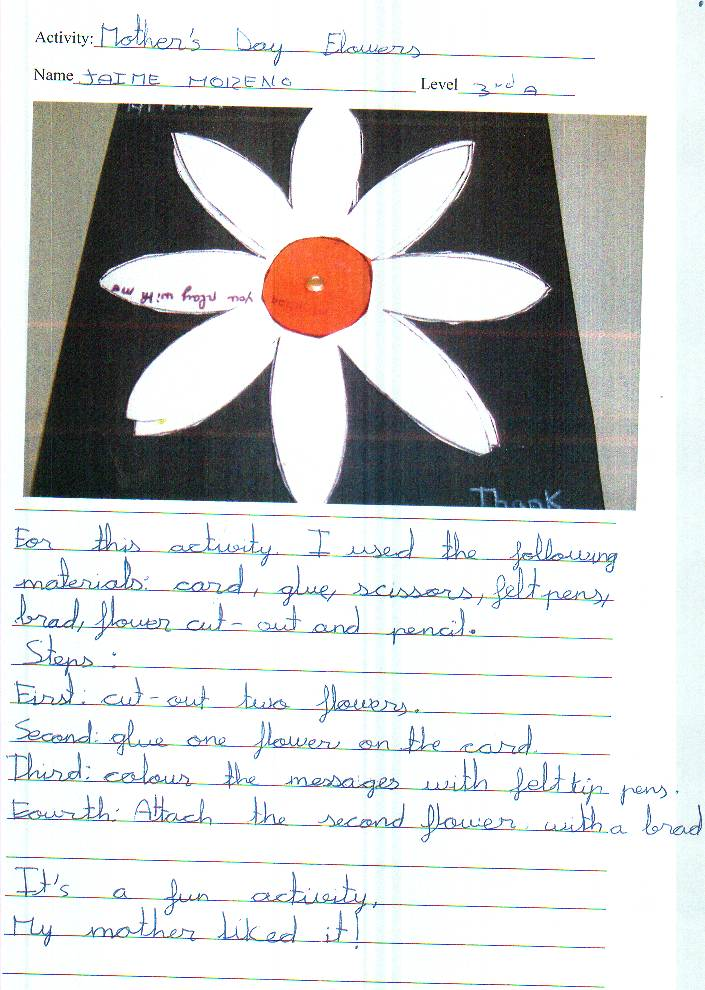 Activity: Mother's Day Flowers
Name JAIME MORENO Level 3rd A
you play with me
Thank
For this activity I used the following
materials: card, glue, scissors, felt pens,
brad, flower cut-out and pencil.
Steps:
First: cut-out two flowers.
Second: glue one flower on the card.
Third: colour the messages with felt tip pens.
Fourth: Attach the second flower with a brad
It's a fun activity,
My mother liked it!